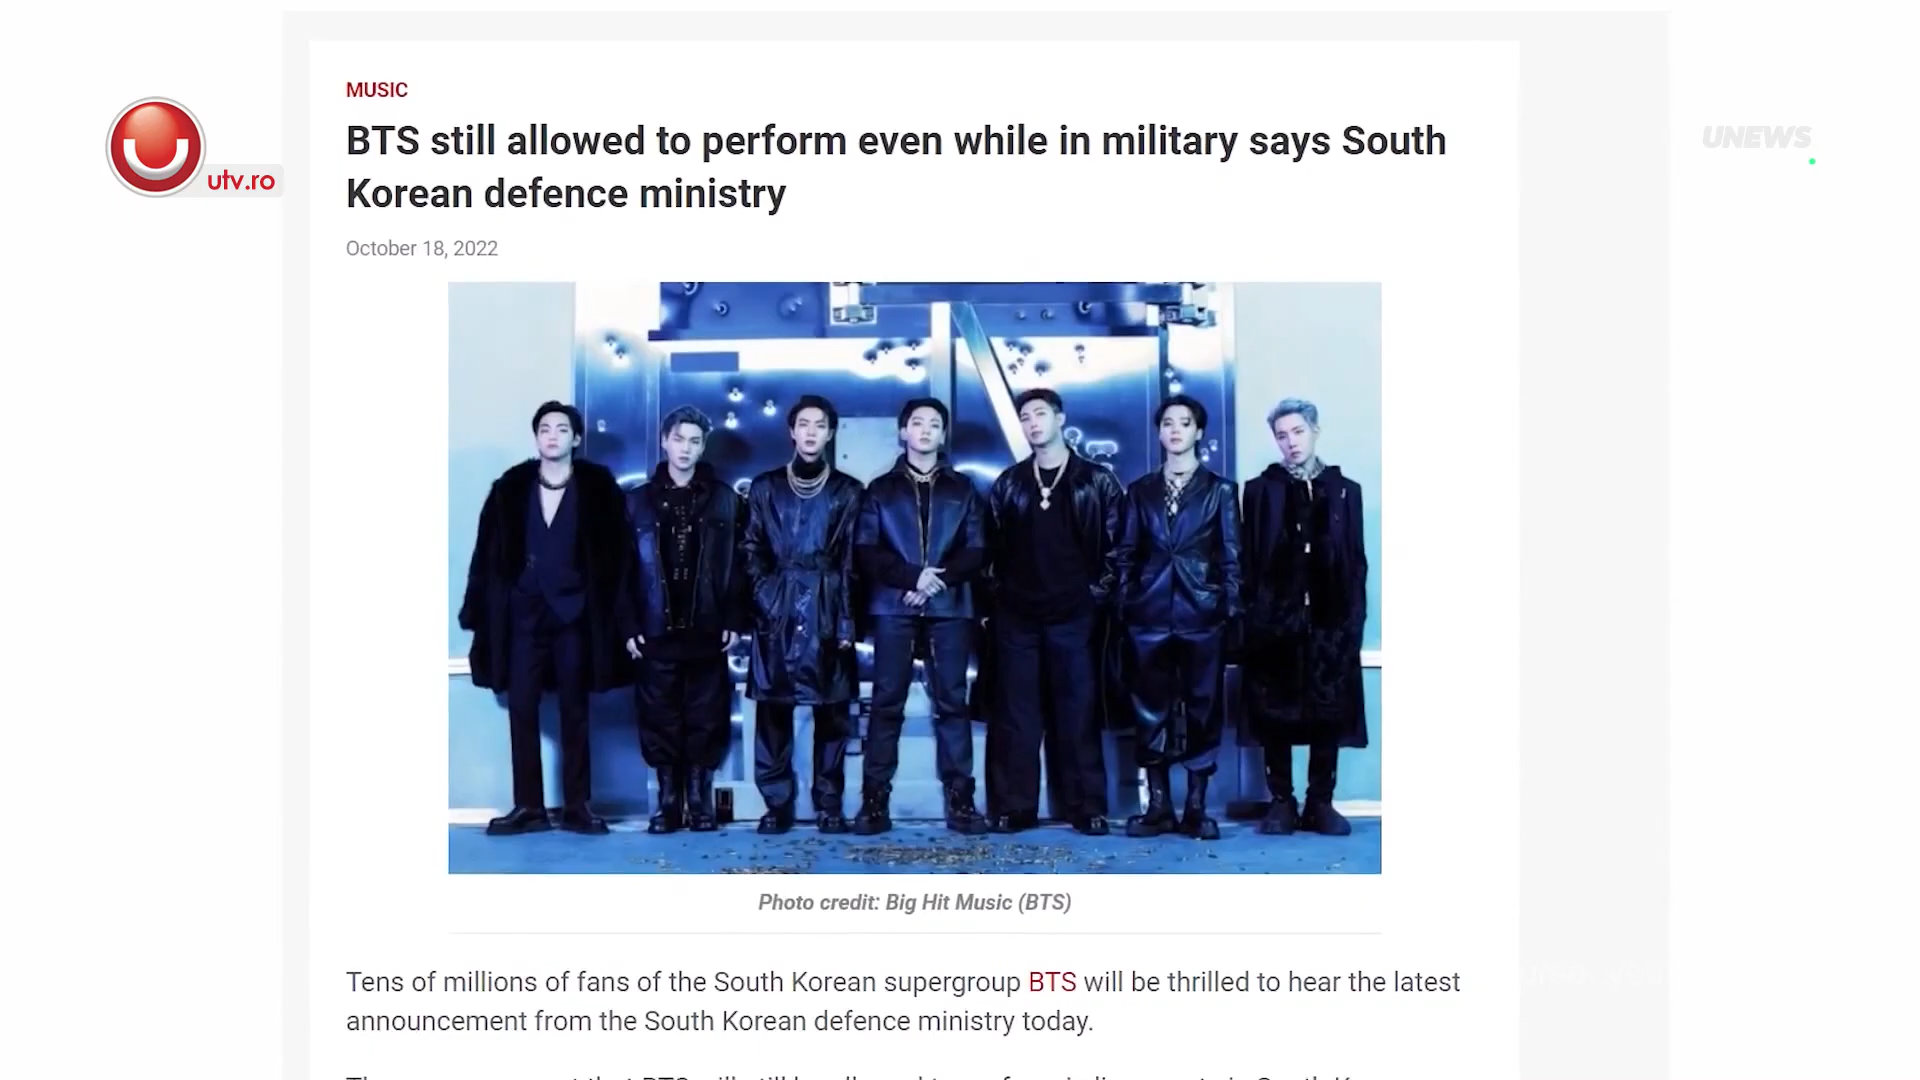 MUSIC
BTS still allowed to perform even while in military says South
Korean defence ministry
utv.ro
UNEWS
October 18, 2022
Photo credit: Big Hit Music (BTS)
Tens of millions of fans of the South Korean supergroup BTS will be thrilled to hear the latest
announcement from the South Korean defence ministry today.